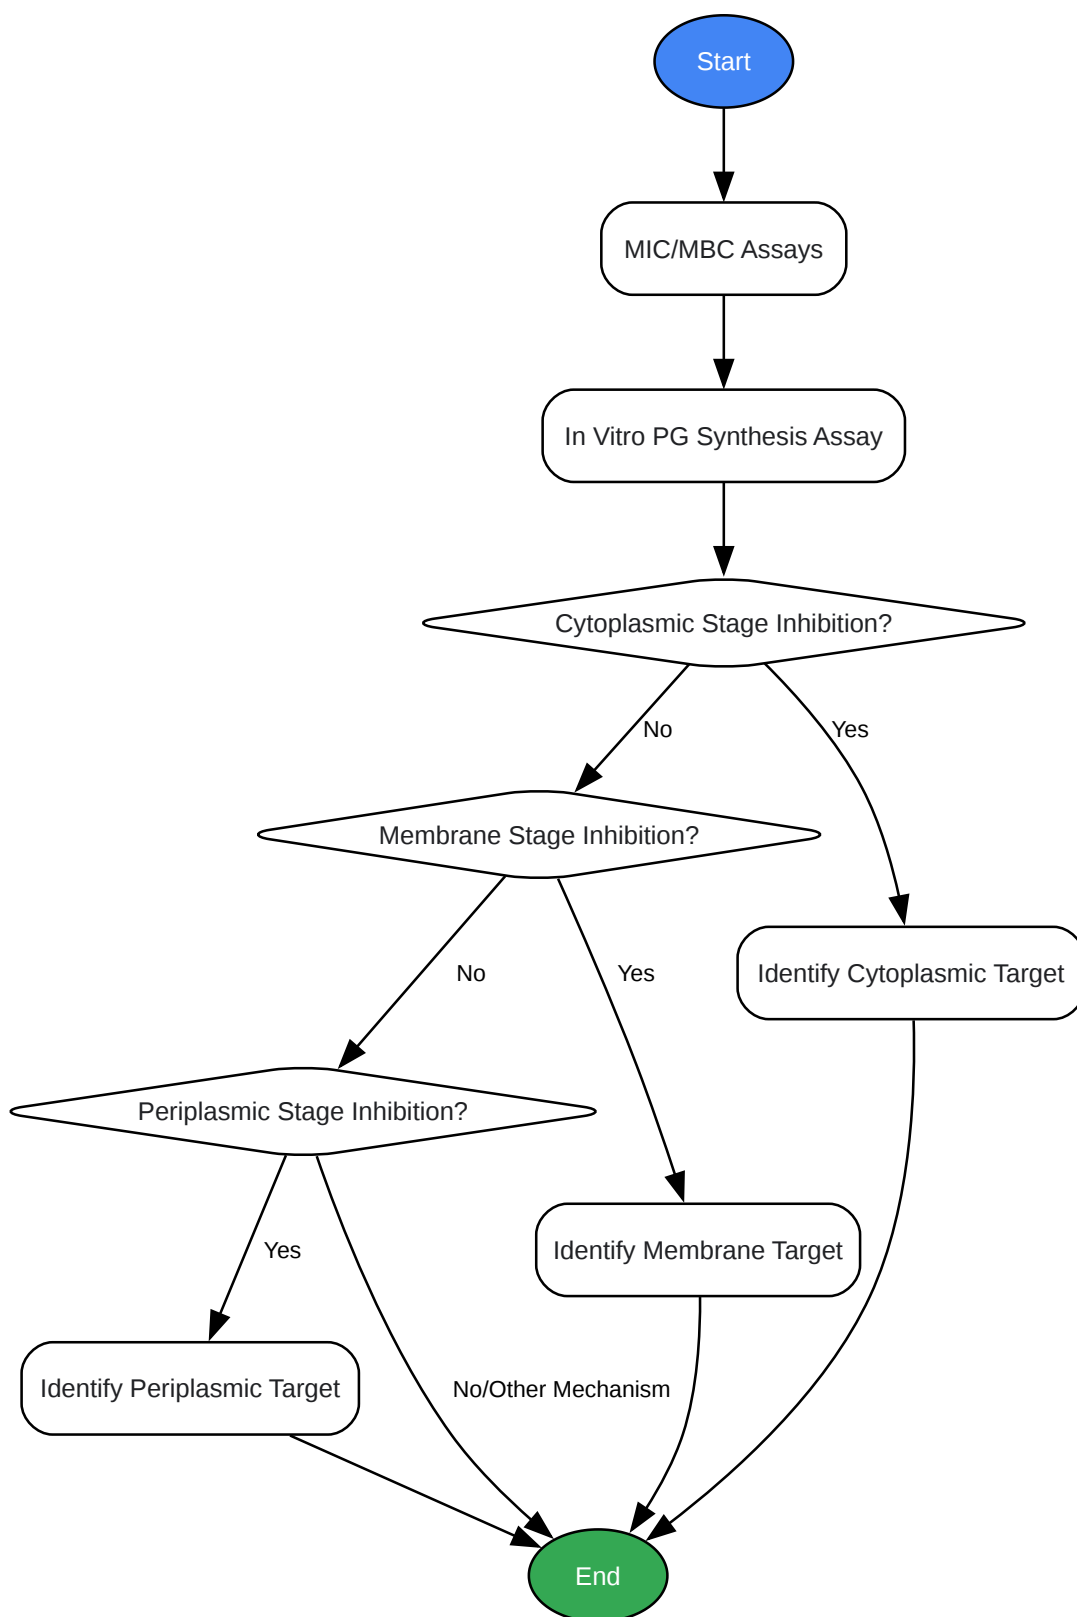 Start
MIC/MBC Assays
In Vitro PG Synthesis Assay
Cytoplasmic Stage Inhibition?
No
Yes
Membrane Stage Inhibition?
No
Yes
Identify Cytoplasmic Target
Periplasmic Stage Inhibition?
Yes
Identify Membrane Target
Identify Periplasmic Target
No/Other Mechanism
End